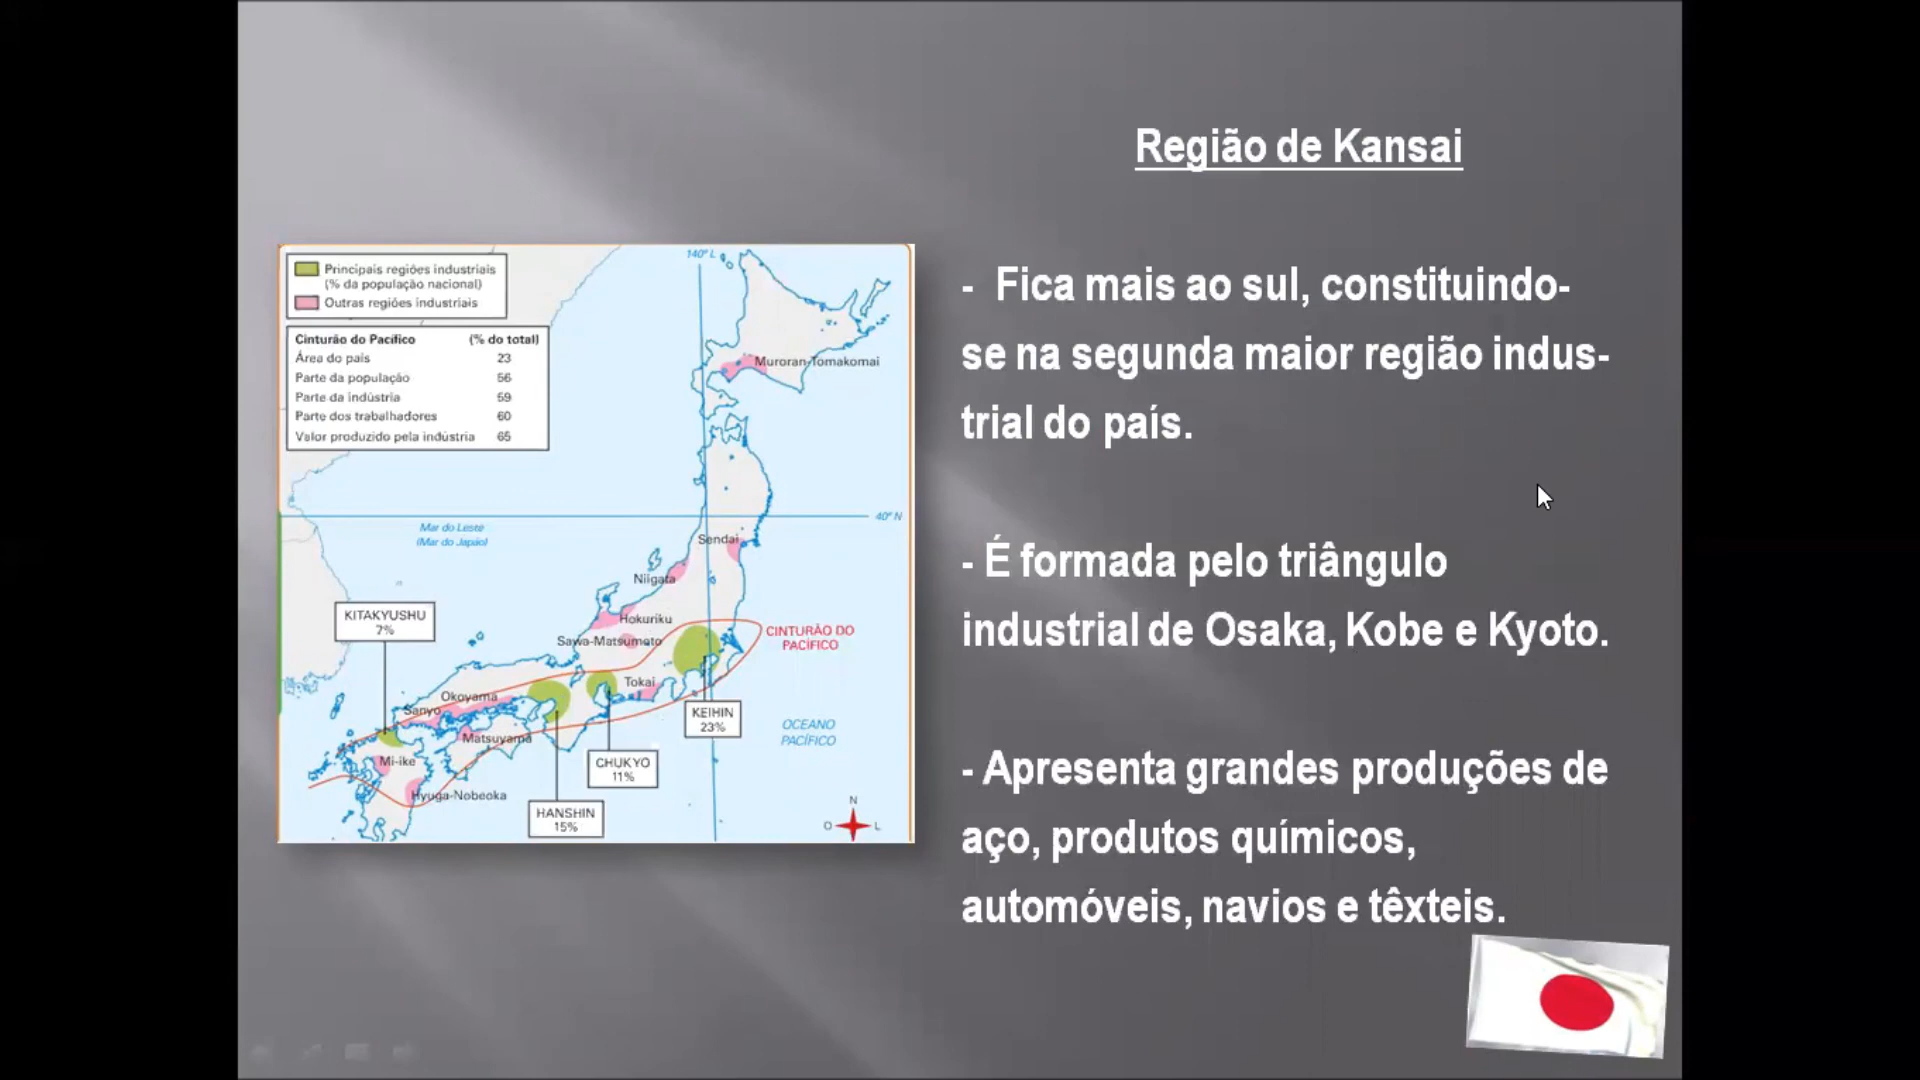 Região de Kansai
- Fica mais ao sul, constituindo-
se na segunda maior região indus-
trial do país.
- É formada pelo triângulo
industrial de Osaka, Kobe e Kyoto.
- Apresenta grandes produções de
aço, produtos químicos,
automóveis, navios e têxteis.
Principais regiões industriais
(% da população nacional)
Outras regiões industriais
Cinturão do Pacífico (% do total)
Área do país 23
Parte da população 56
Parte da indústria 59
Parte dos trabalhadores 60
Valor produzido pela indústria 65
140º L
Muroran-Tomakomai
40º N
Mar do Leste
(Mar do Japão)
Sendai
Niigata
KITAKYUSHU
7%
Hokuriku
Sawa-Matsumoto
CINTURÃO DO
PACÍFICO
Tokai
Okoyama
Sanyo
KEIHIN
23%
OCEANO
PACÍFICO
Matsuyama
Mi-ike
CHUKYO
11%
Hyuga-Nobeoka
HANSHIN
15%
N
O
L